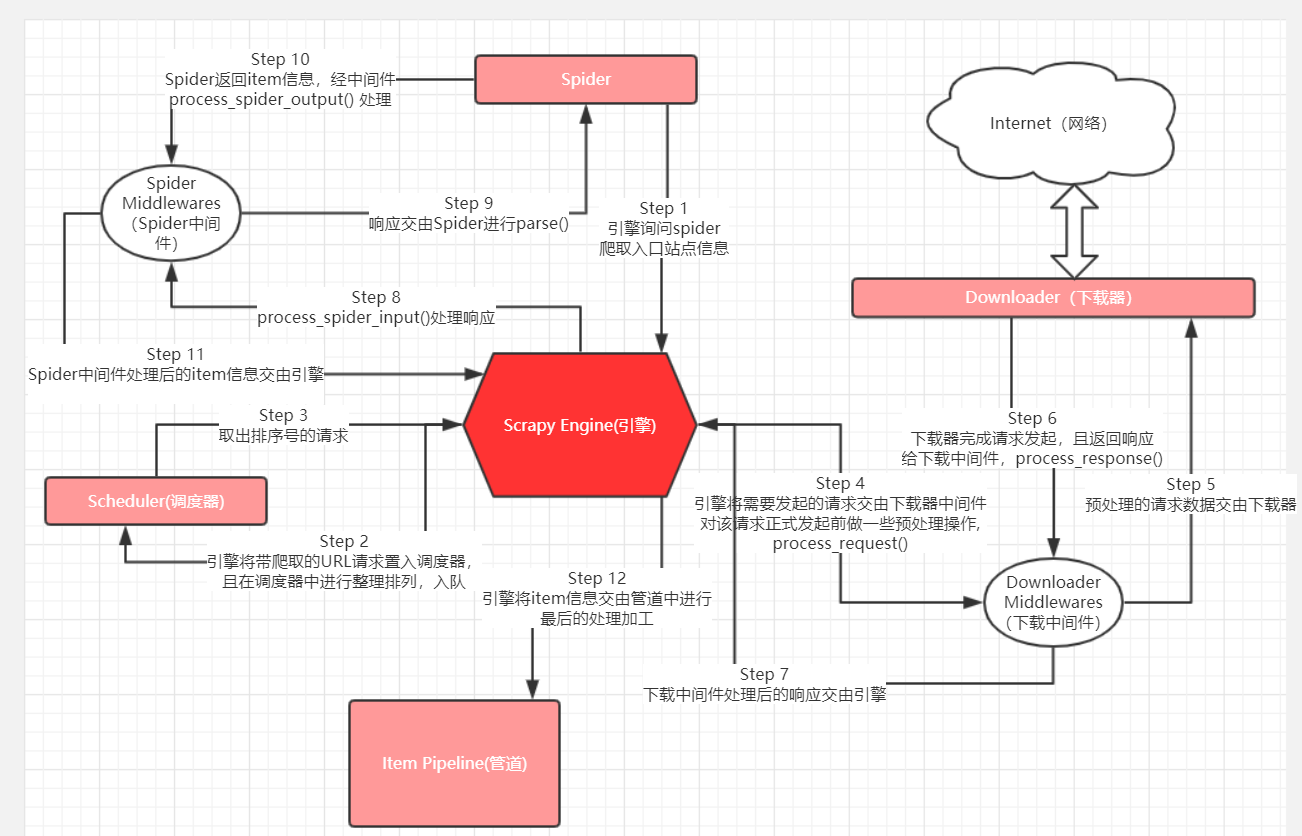 Step 10
Spider返回item信息，经中间件
process_spider_output() 处理
Spider
Internet（网络）
Spider
Middlewares
（Spider中间
件）
Step 9
响应交由Spider进行parse()
Step 1
引擎询问spider
爬取入口站点信息
Downloader（下载器）
Step 8
process_spider_input()处理响应
Step 11
Spider中间件处理后的item信息交由引擎
Step 3
取出排序号的请求
Scrapy Engine(引擎)
Step 6
下载器完成请求发起，且返回响应
给下载中间件，process_response()
Scheduler(调度器)
Step 4
引擎将需要发起的请求交由下载器中间件
对该请求正式发起前做一些预处理操作,
process_request()
Step 5
预处理的请求数据交由下载器
Step 2
引擎将带爬取的URL请求置入调度器，
且在调度器中进行整理排列，入队
Step 12
引擎将item信息交由管道中进行
最后的处理加工
Downloader
Middlewares
（下载中间件）
Step 7
下载中间件处理后的响应交由引擎
Item Pipeline(管道)